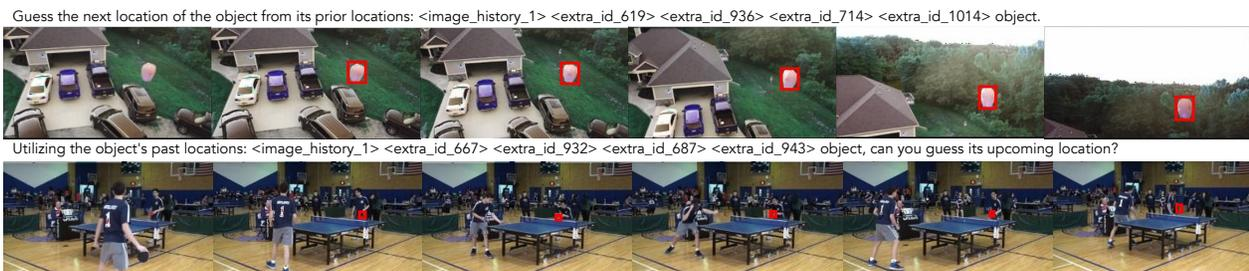 Guess the next location of the object from its prior locations: <image_history_1> <extra_id_619> <extra_id_936> <extra_id_714> <extra_id_1014> object.
Utilizing the object's past locations: <image_history_1> <extra_id_667> <extra_id_932> <extra_id_687> <extra_id_943> object, can you guess its upcoming location?